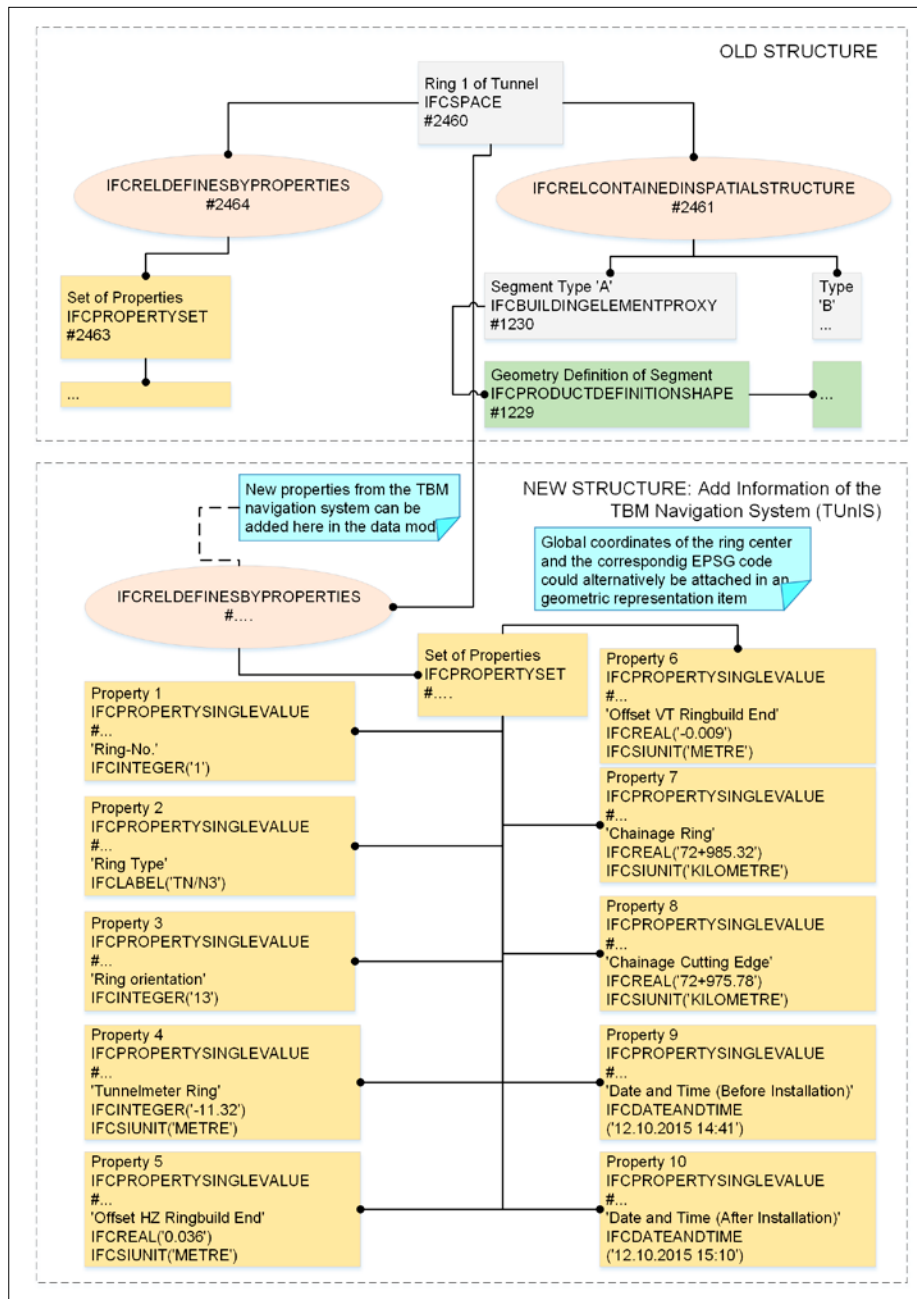 OLD STRUCTURE
Ring 1 of Tunnel
IFCSPACE
#2460
IFCRELDEFINESBYPROPERTIES
#2464
IFCRELCONTAINEDINSPATIALSTRUCTURE
#2461
Set of Properties
IFCPROPERTYSET
#2463
...
Segment Type 'A'
IFCBUILDINGELEMENTPROXY
#1230
Type
'B'
...
Geometry Definition of Segment
IFCPRODUCTDEFINITIONSHAPE
#1229
...
NEW STRUCTURE: Add Information of the
TBM Navigation System (TUnIS)
New properties from the TBM
navigation system can be
added here in the data mod
Global coordinates of the ring center
and the correspondig EPSG code
could alternatively be attached in an
geometric representation item
IFCRELDEFINESBYPROPERTIES
#....
Set of Properties
IFCPROPERTYSET
#....
Property 1
IFCPROPERTYSINGLEVALUE
#...
'Ring-No.'
IFCINTEGER('1')
Property 2
IFCPROPERTYSINGLEVALUE
#...
'Ring Type'
IFCLABEL('TN/N3')
Property 3
IFCPROPERTYSINGLEVALUE
#...
'Ring orientation'
IFCINTEGER('13')
Property 4
IFCPROPERTYSINGLEVALUE
#...
'Tunnelmeter Ring'
IFCINTEGER('-11.32')
IFCSIUNIT('METRE')
Property 5
IFCPROPERTYSINGLEVALUE
#...
'Offset HZ Ringbuild End'
IFCREAL('0.036')
IFCSIUNIT('METRE')
Property 6
IFCPROPERTYSINGLEVALUE
#...
'Offset VT Ringbuild End'
IFCREAL('-0.009')
IFCSIUNIT('METRE')
Property 7
IFCPROPERTYSINGLEVALUE
#...
'Chainage Ring'
IFCREAL('72+985.32')
IFCSIUNIT('KILOMETRE')
Property 8
IFCPROPERTYSINGLEVALUE
#...
'Chainage Cutting Edge'
IFCREAL('72+975.78')
IFCSIUNIT('KILOMETRE')
Property 9
IFCPROPERTYSINGLEVALUE
#...
'Date and Time (Before Installation)'
IFCDATEANDTIME
('12.10.2015 14:41')
Property 10
IFCPROPERTYSINGLEVALUE
#...
'Date and Time (After Installation)'
IFCDATEANDTIME
('12.10.2015 15:10')